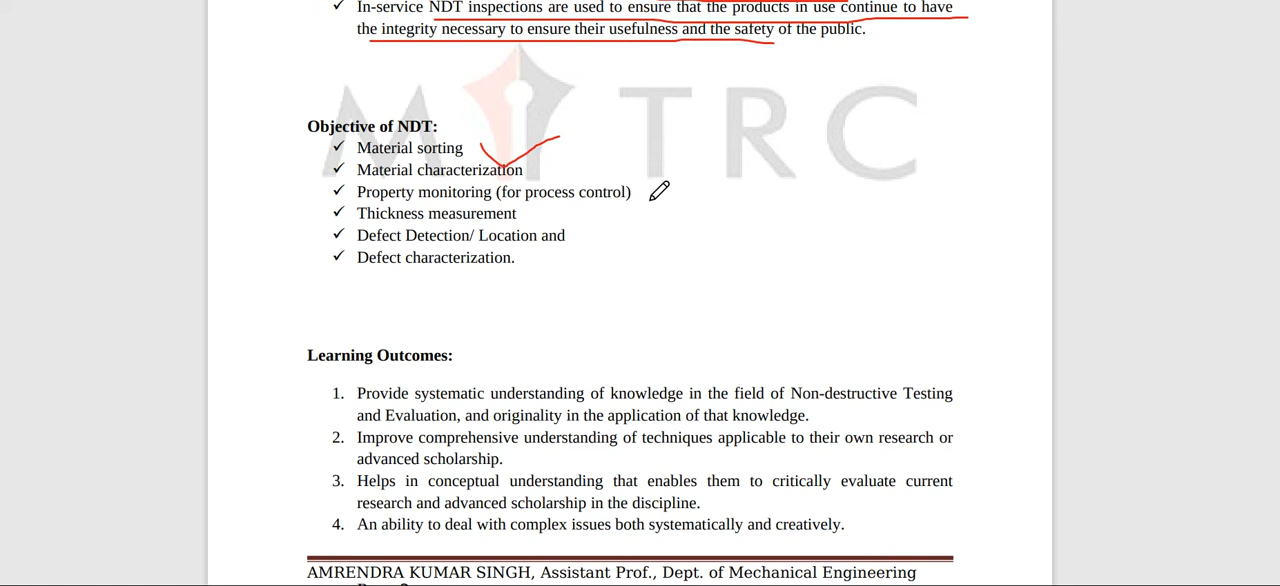 In-service NDT inspections are used to ensure that the products in use continue to have
the integrity necessary to ensure their usefulness and the safety of the public.
MITRC
Objective of NDT:
✓ Material sorting
✓ Material characterization
✓ Property monitoring (for process control)
✓ Thickness measurement
✓ Defect Detection/ Location and
✓ Defect characterization.
Learning Outcomes:
1. Provide systematic understanding of knowledge in the field of Non-destructive Testing
and Evaluation, and originality in the application of that knowledge.
2. Improve comprehensive understanding of techniques applicable to their own research or
advanced scholarship.
3. Helps in conceptual understanding that enables them to critically evaluate current
research and advanced scholarship in the discipline.
4. An ability to deal with complex issues both systematically and creatively.
AMRENDRA KUMAR SINGH, Assistant Prof., Dept. of Mechanical Engineering